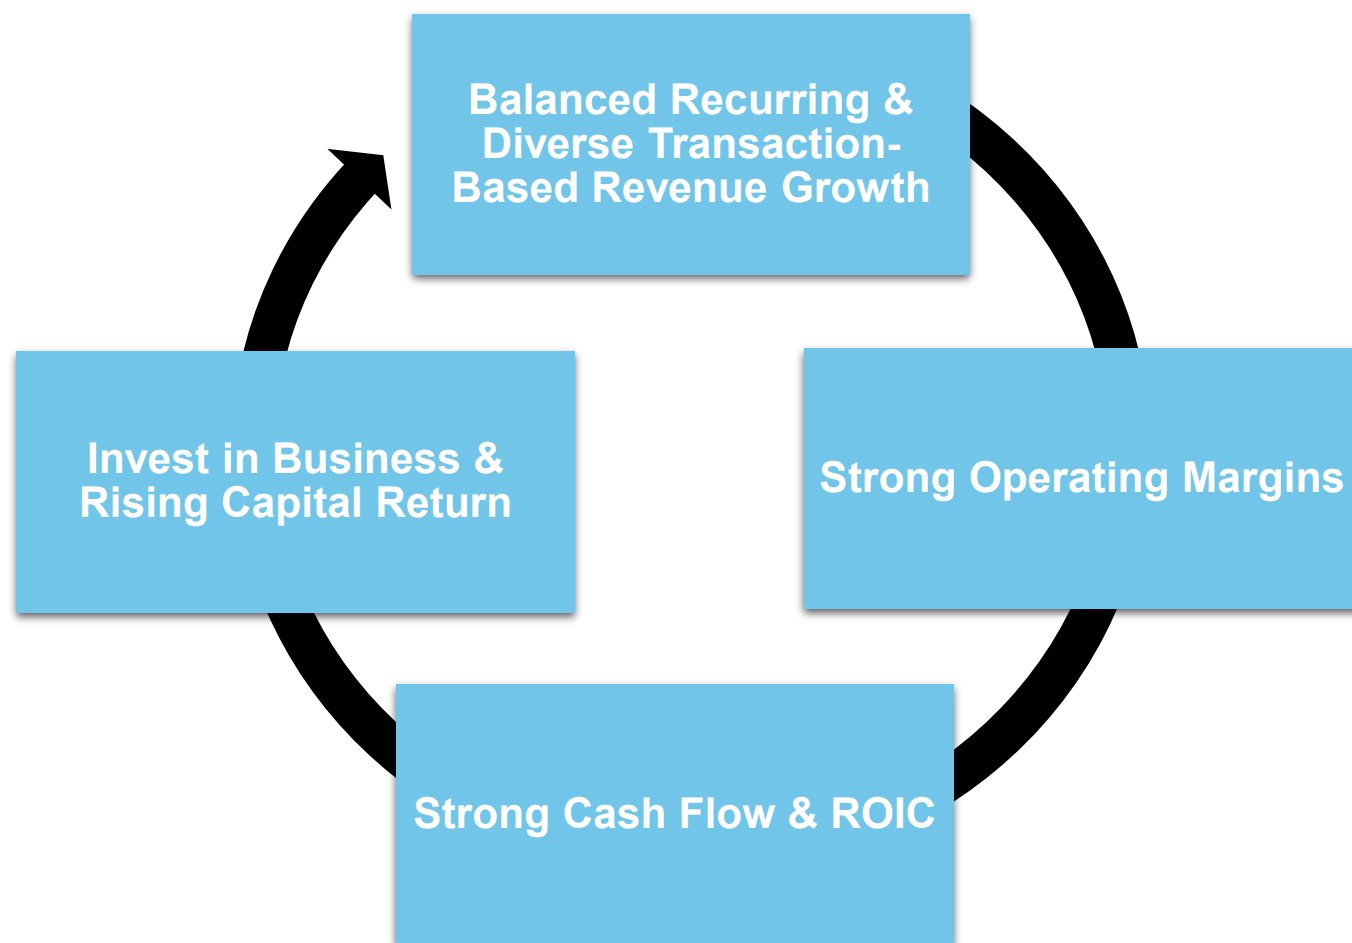 Balanced Recurring &
Diverse Transaction-
Based Revenue Growth
Invest in Business &
Rising Capital Return
Strong Operating Margins
Strong Cash Flow & ROIC